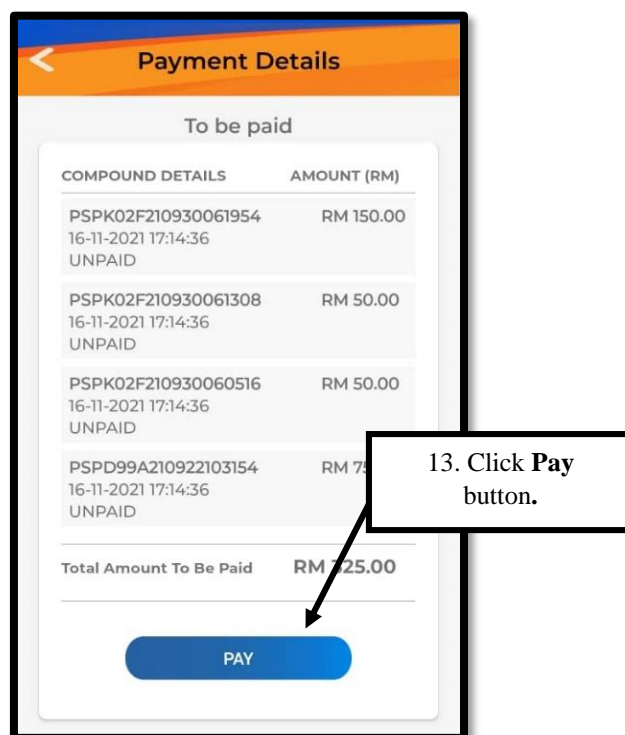 Payment Details
To be paid
COMPOUND DETAILS AMOUNT (RM)
PSPK02F210930061954 RM 150.00
16-11-2021 17:14:36
UNPAID
PSPK02F210930061308 RM 50.00
16-11-2021 17:14:36
UNPAID
PSPK02F210930060516 RM 50.00
16-11-2021 17:14:36
UNPAID
PSPD99A210922103154 RM
16-11-2021 17:14:36
UNPAID
13. Click Pay
button.
Total Amount To Be Paid RM 325.00
PAY